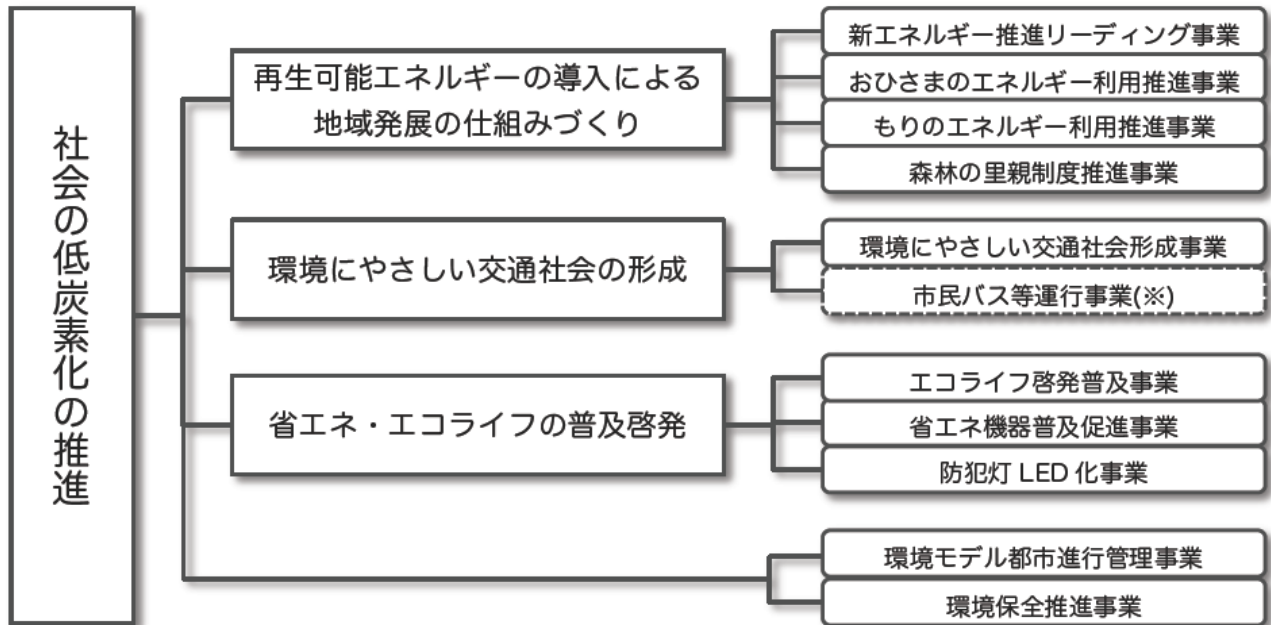 社会の低炭素化の推進
再生可能エネルギーの導入による
地域発展の仕組みづくり
新エネルギー推進リーディング事業
おひさまのエネルギー利用推進事業
もりのエネルギー利用推進事業
森林の里親制度推進事業
環境にやさしい交通社会の形成
環境にやさしい交通社会形成事業
市民バス等運行事業(※)
省エネ・エコライフの普及啓発
エコライフ啓発普及事業
省エネ機器普及促進事業
防犯灯 LED 化事業
環境モデル都市進行管理事業
環境保全推進事業